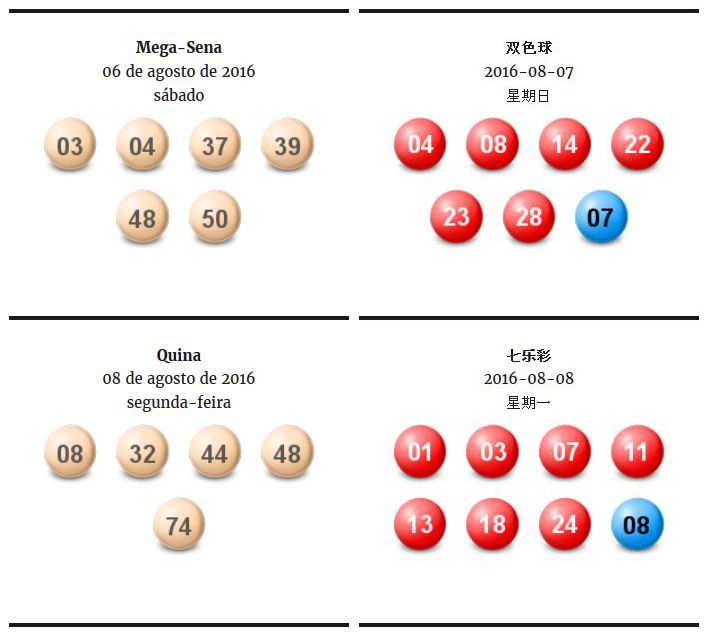 Mega-Sena
06 de agosto de 2016
sábado
03 04 37 39
48 50
双色球
2016-08-07
星期日
04 08 14 22
23 28 07
Quina
08 de agosto de 2016
segunda-feira
08 32 44 48
74
七乐彩
2016-08-08
星期一
01 03 07 11
13 18 24 08